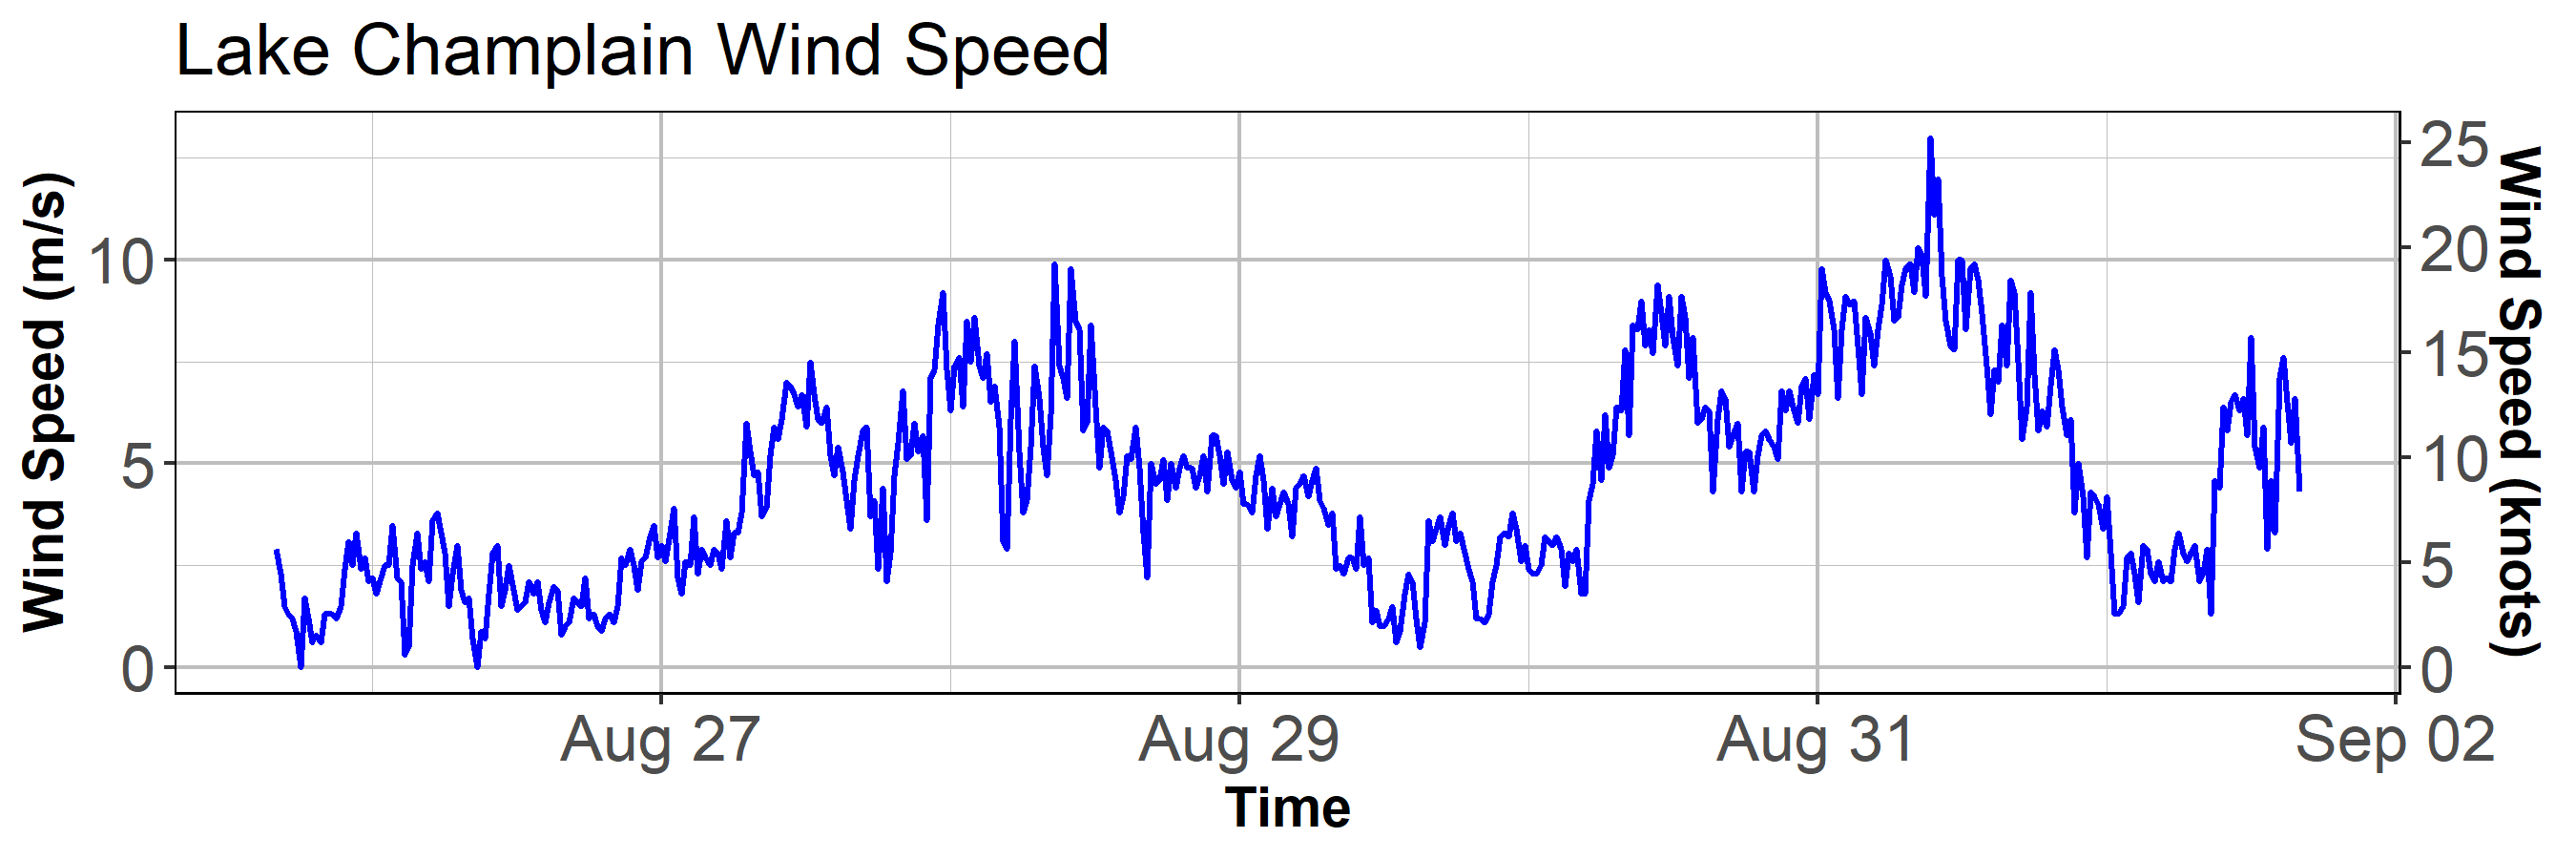 Lake Champlain Wind Speed
Wind Speed (m/s)
10
5
0
25
20
15
10
5
0
Wind Speed (knots)
Aug 27 Aug 29 Aug 31 Sep 02
Time